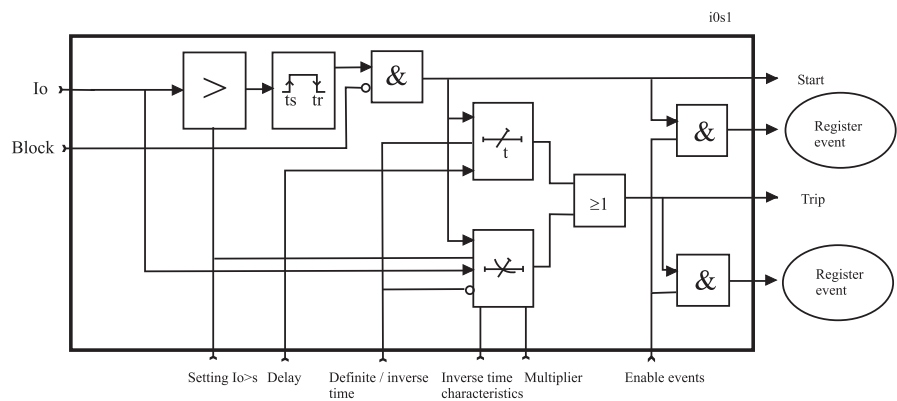 i0s1
Io
>
ts tr
&
Start
Block
t
&
Register
event
≥1
Trip
&
Register
event
Setting Io>s
Delay
Definite / inverse
time
Inverse time
characteristics
Multiplier
Enable events